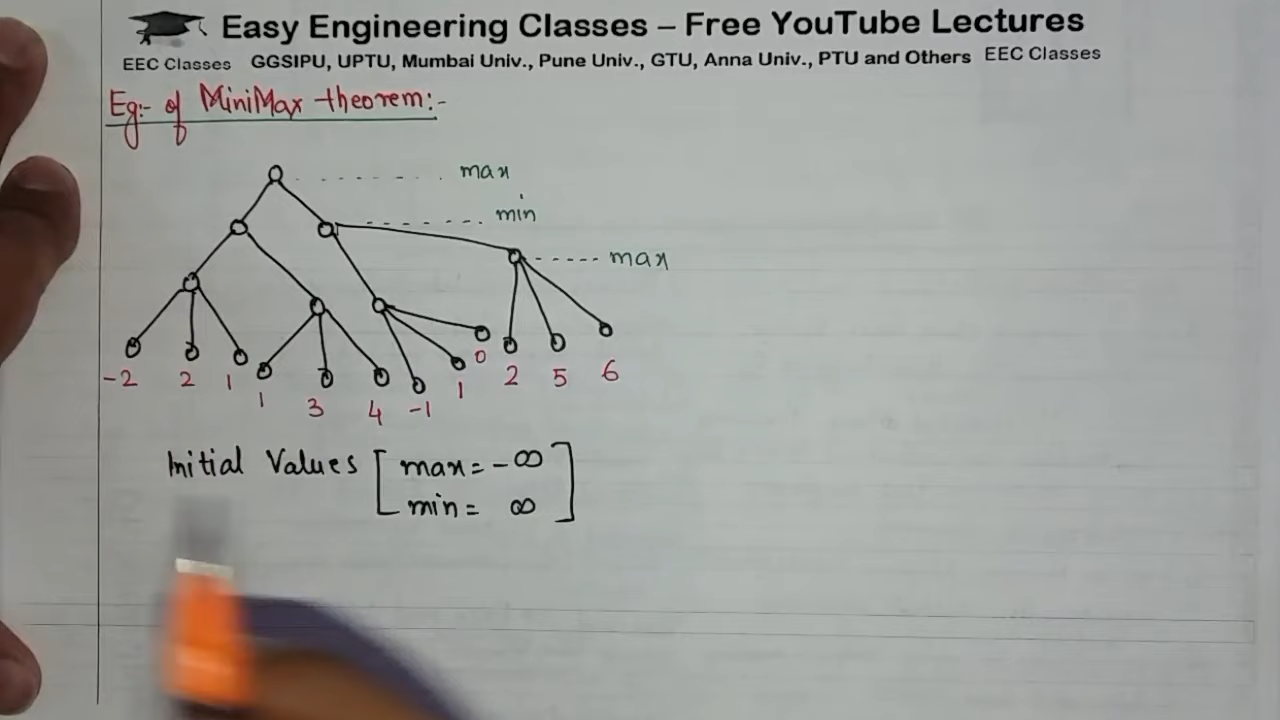 Easy Engineering Classes – Free YouTube Lectures
EEC Classes GGSIPU, UPTU, Mumbai Univ., Pune Univ., GTU, Anna Univ., PTU and Others EEC Classes
Eg:- of MiniMax theorem:-
max
min
max
-2 2 1 1 3 4 -1 1 0 2 5 6
Initial Values [ max = -∞
min = ∞ ]